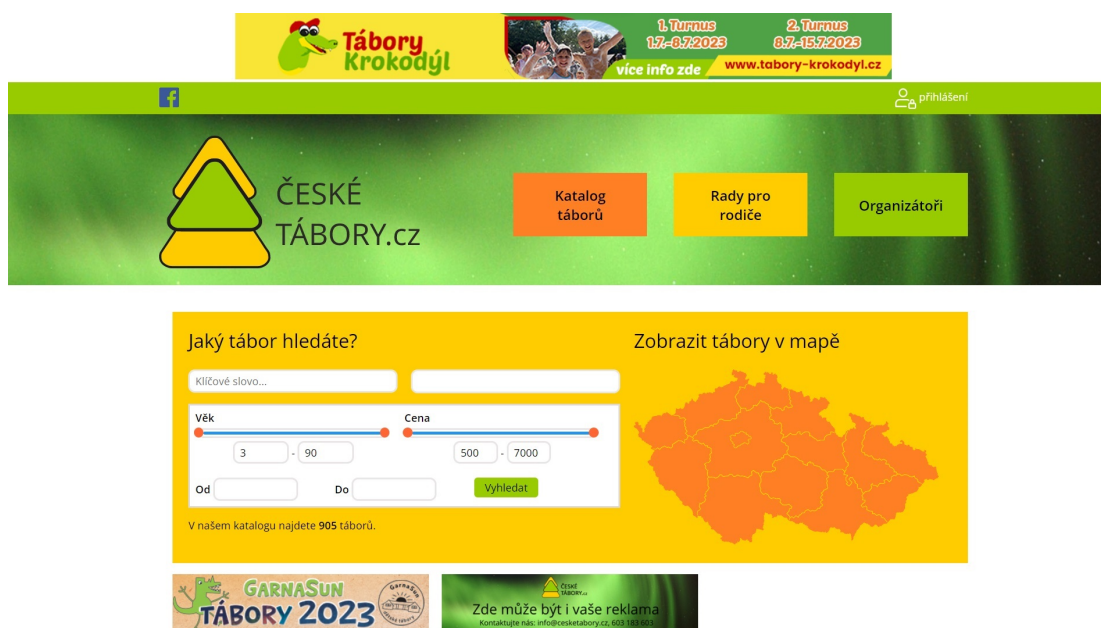 Tábory
Krokodýl
1. Turnus
1.7.-8.7.2023
2. Turnus
8.7.-15.7.2023
více info zde
www.tabory-krokodyl.cz
přihlášení
ČESKÉ
TÁBORY.cz
Katalog
táborů
Rady pro
rodiče
Organizátoři
Jaký tábor hledáte?
Klíčové slovo...
Věk
Cena
3 - 90
500 - 7000
Od
Do
Vyhledat
V našem katalogu najdete 905 táborů.
Zobrazit tábory v mapě
GARNASUN
TÁBORY 2023
ČESKÉ
TÁBORY.cz
Zde může být i vaše reklama
Kontaktujte nás: info@cesketabory.cz, 603 183 603